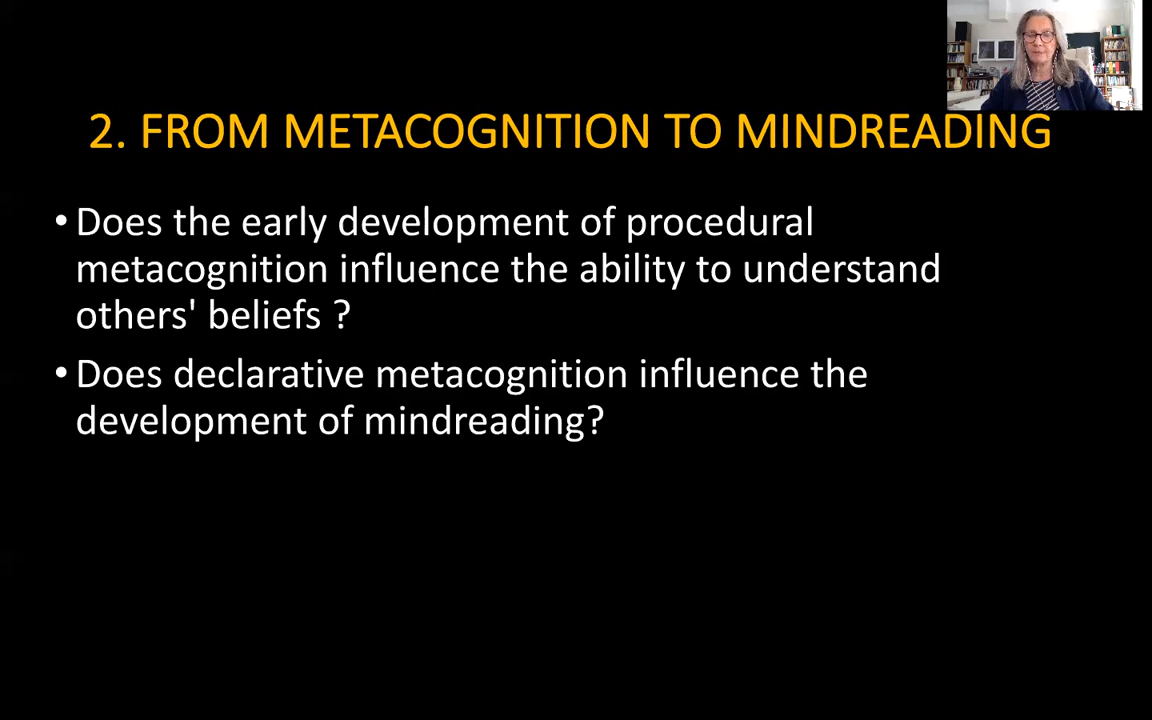 2. FROM METACOGNITION TO MINDREADING
• Does the early development of procedural
metacognition influence the ability to understand
others' beliefs ?
• Does declarative metacognition influence the
development of mindreading?